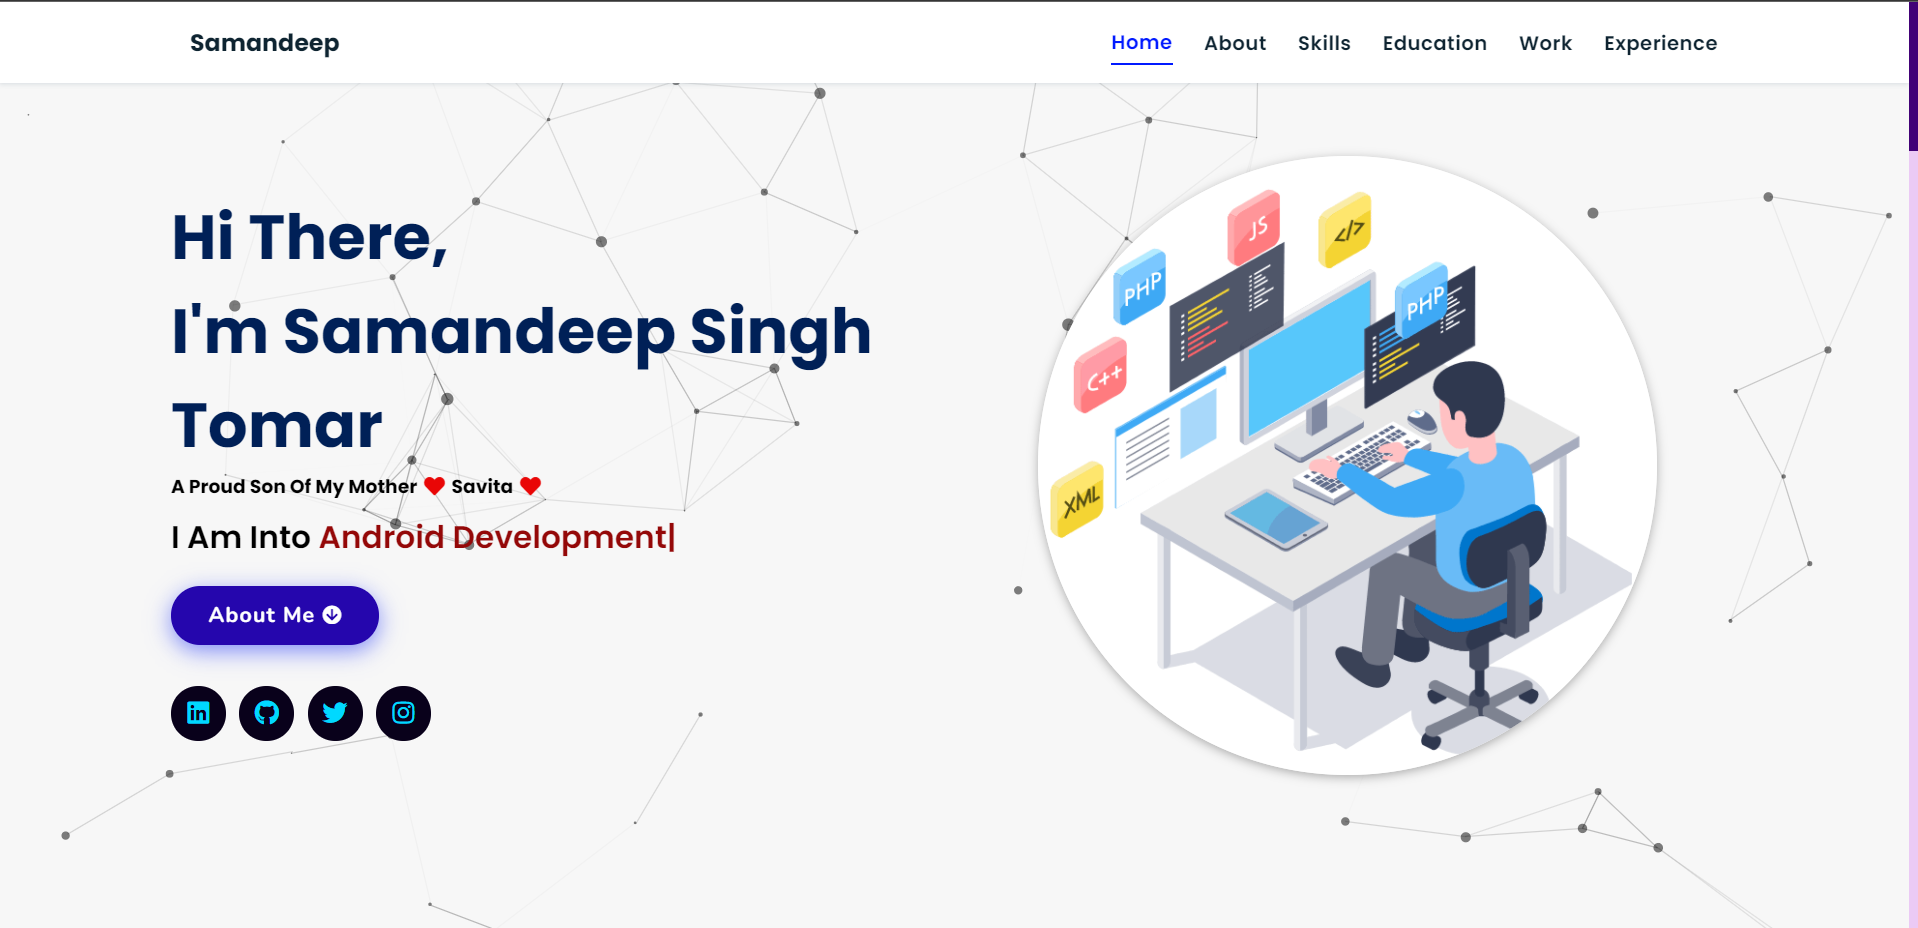 Samandeep
Home About Skills Education Work Experience
Hi There,
I'm Samandeep Singh
Tomar
A Proud Son Of My Mother ❤ Savita ❤
I Am Into Android Development|
About Me
JS
</>
PHP
PHP
C++
XML